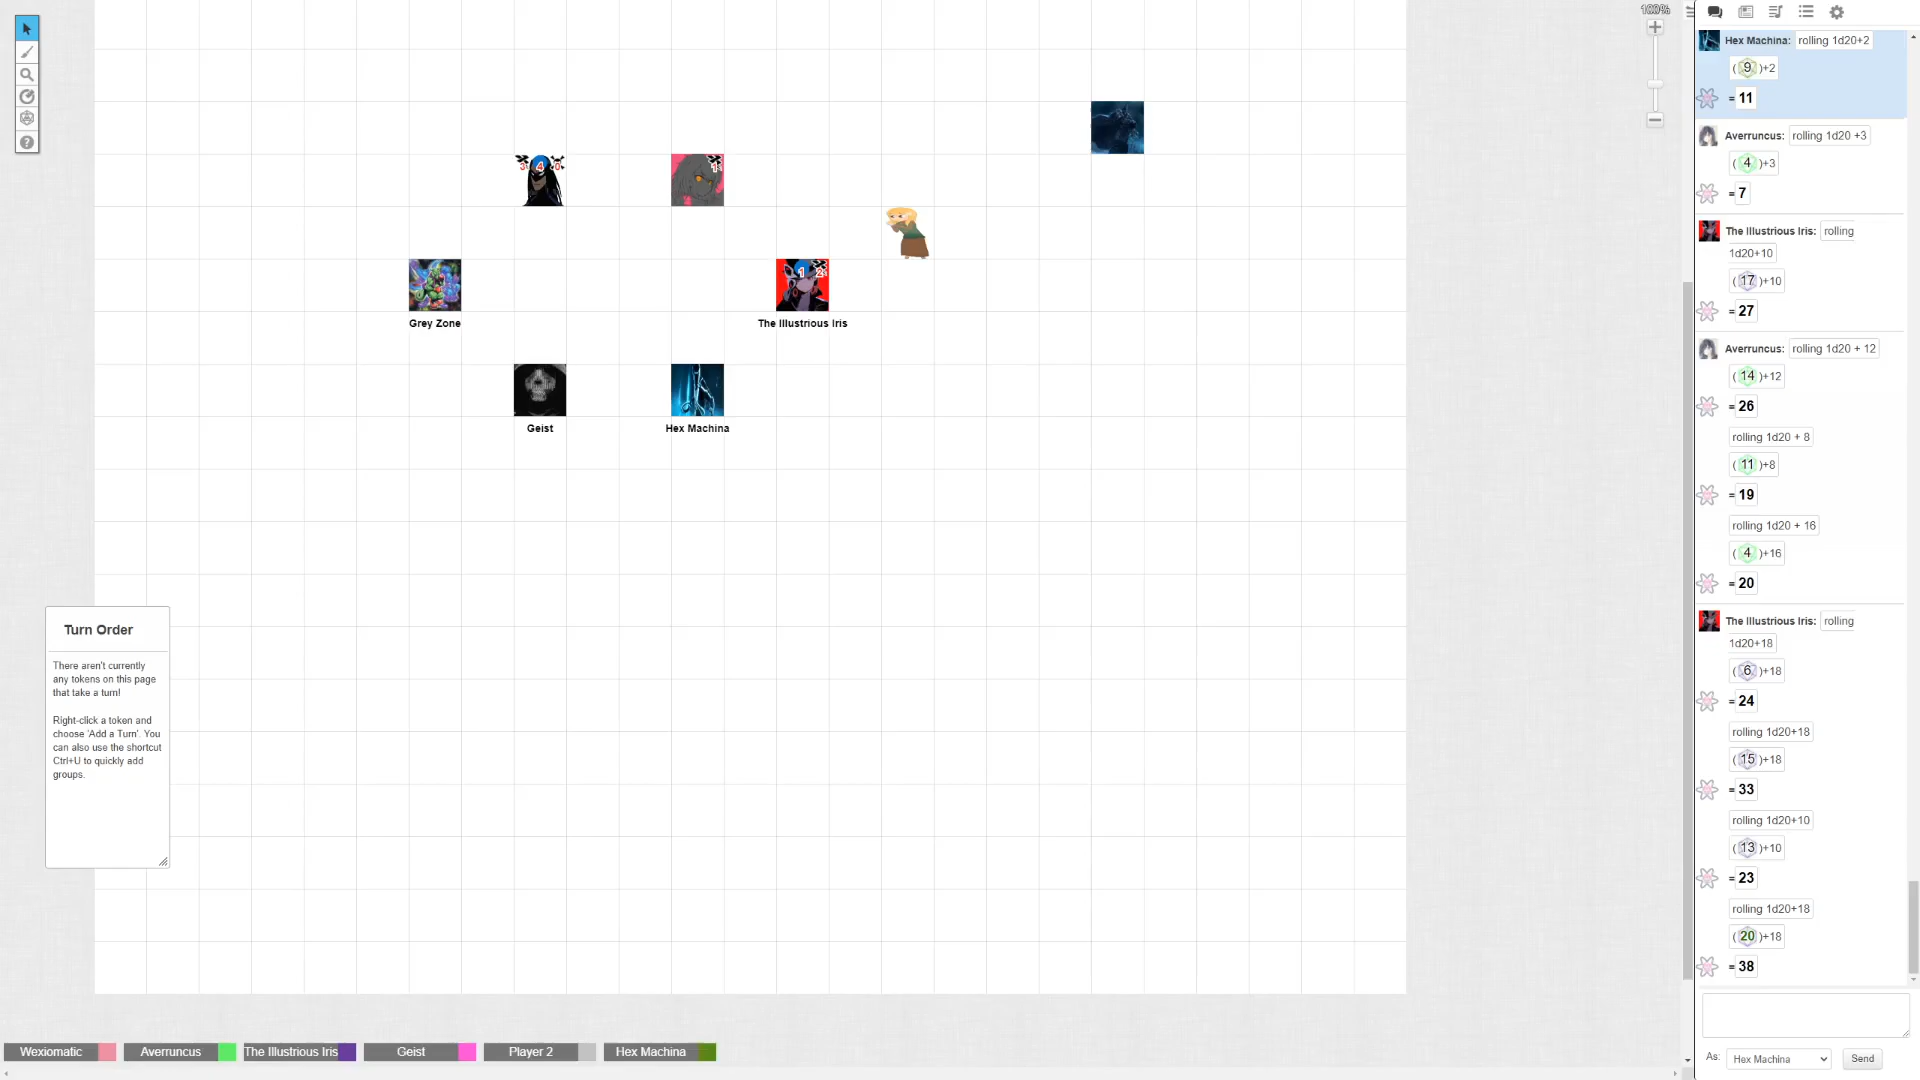 100%
Hex Machina: rolling 1d20+2
(9)+2
= 11
Averruncus: rolling 1d20 +3
(4)+3
= 7
The Illustrious Iris: rolling
1d20+10
(17)+10
= 27
Averruncus: rolling 1d20 + 12
(14)+12
= 26
rolling 1d20 + 8
(11)+8
= 19
rolling 1d20 + 16
(4)+16
= 20
The Illustrious Iris: rolling
1d20+18
(6)+18
= 24
rolling 1d20+18
(15)+18
= 33
rolling 1d20+10
(13)+10
= 23
rolling 1d20+18
(20)+18
= 38
As: Hex Machina Send
3 4 0
1
1 2
Grey Zone
The Illustrious Iris
Geist
Hex Machina
Turn Order
There aren't currently
any tokens on this page
that take a turn!
Right-click a token and
choose 'Add a Turn'. You
can also use the shortcut
Ctrl+U to quickly add
groups.
Wexiomatic
Averruncus
The Illustrious Iris
Geist
Player 2
Hex Machina